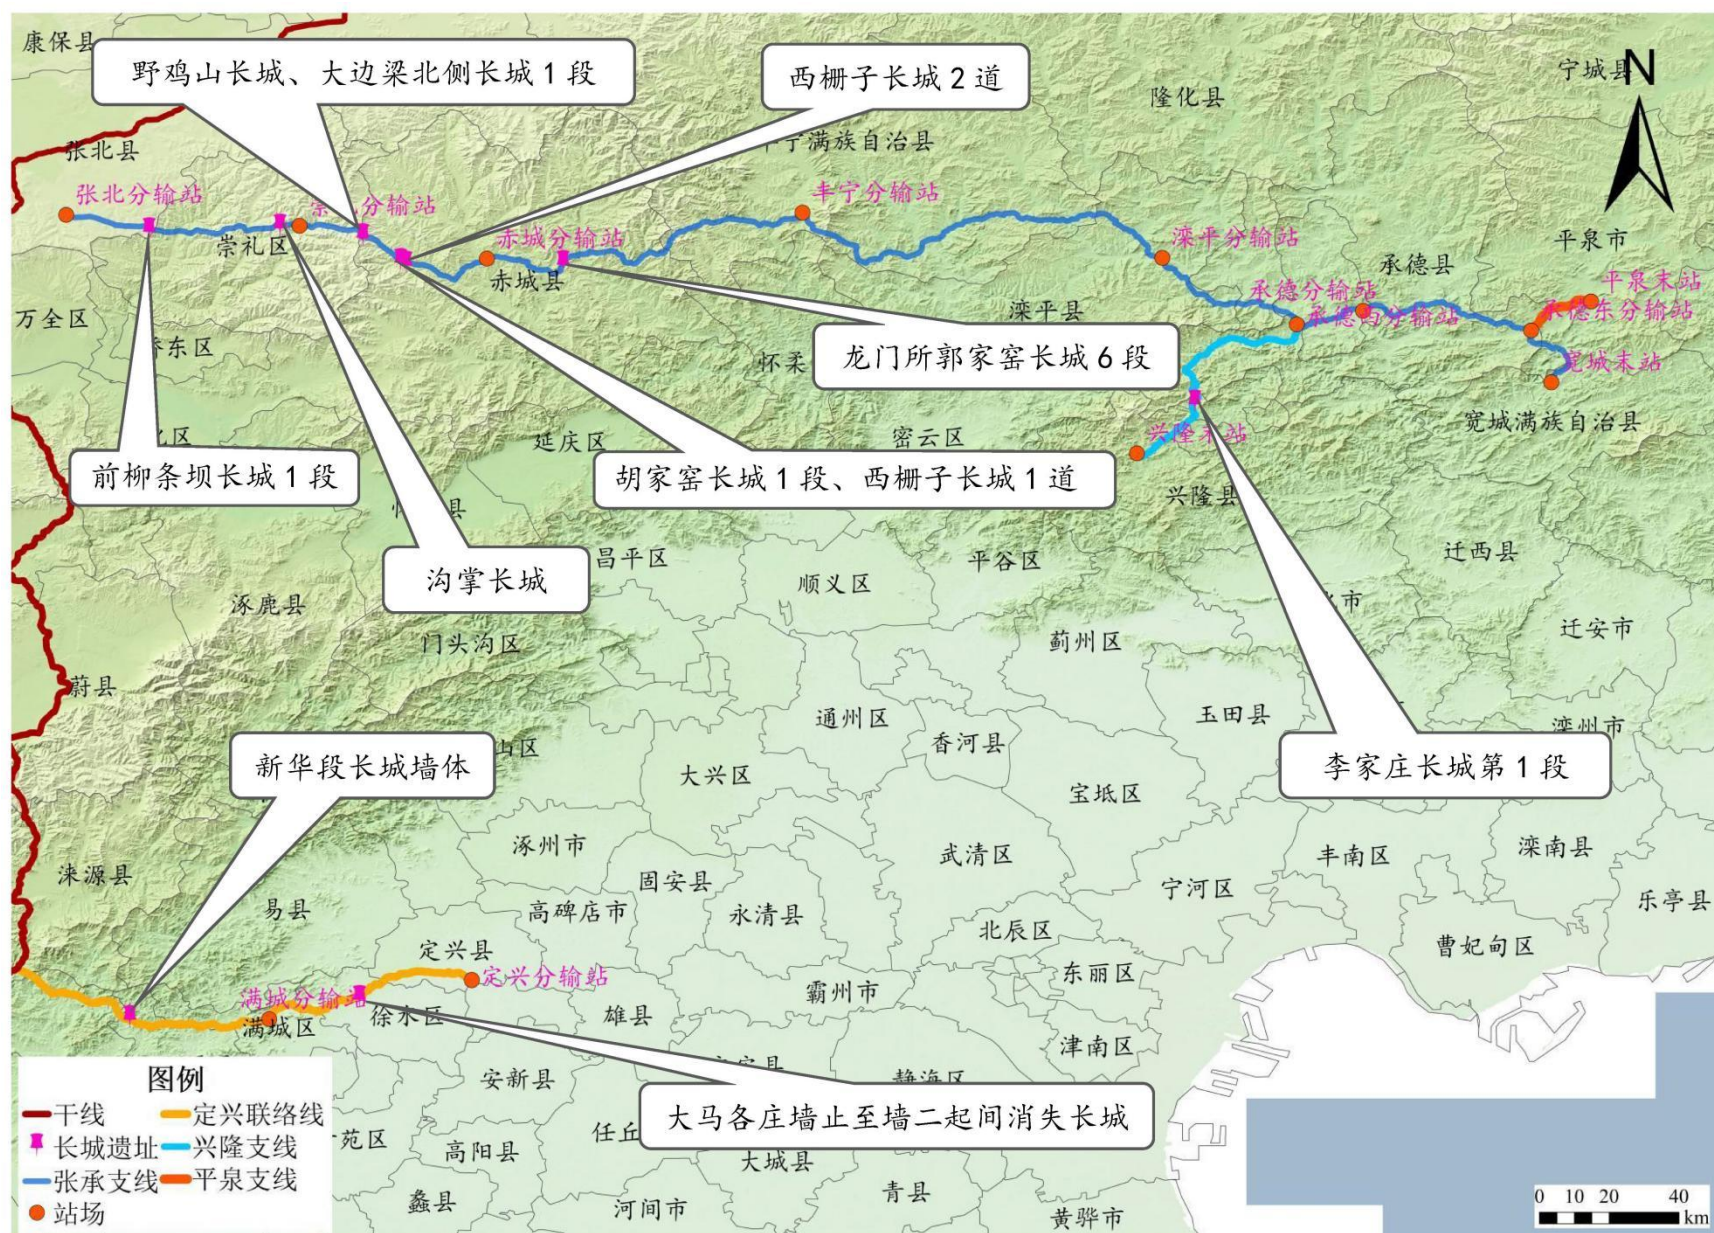 康保县
野鸡山长城、大边梁北侧长城1段
西栅子长城2道
宁城县
N
隆化县
张北县
宁满族自治县
张北分输站
分输站
丰宁分输站
崇礼区
赤城分输站
赤城县
滦平分输站
平泉市
承德县
平泉末站
承德分输站
承德东分输站
承德西分输站
万全区
桥东区
滦平县
怀柔
龙门所郭家窑长城6段
宽城末站
宽城满族自治县
区
延庆区
密云区
兴隆末站
前柳条坝长城1段
胡家窑长城1段、西栅子长城1道
兴隆县
县
沟掌长城
昌平区
顺义区
平谷区
迁西县
涿鹿县
门头沟区
蓟州区
市
迁安市
蔚县
通州区
香河县
玉田县
滦州市
新华段长城墙体
山区
大兴区
宝坻区
李家庄长城第1段
涞源县
涿州市
固安县
武清区
丰南区
滦南县
易县
高碑店市
永清县
宁河区
乐亭县
定兴县
北辰区
曹妃甸区
定兴分输站
东丽区
满城分输站
满城区
徐水区
雄县
霸州市
津南区
安新县
县
静海区
大马各庄墙止至墙二起间消失长城
苑区
高阳县
任丘
大城县
蠡县
河间市
青县
黄骅市
图例
干线
定兴联络线
长城遗址
兴隆支线
张承支线
平泉支线
站场
0 10 20 40
km